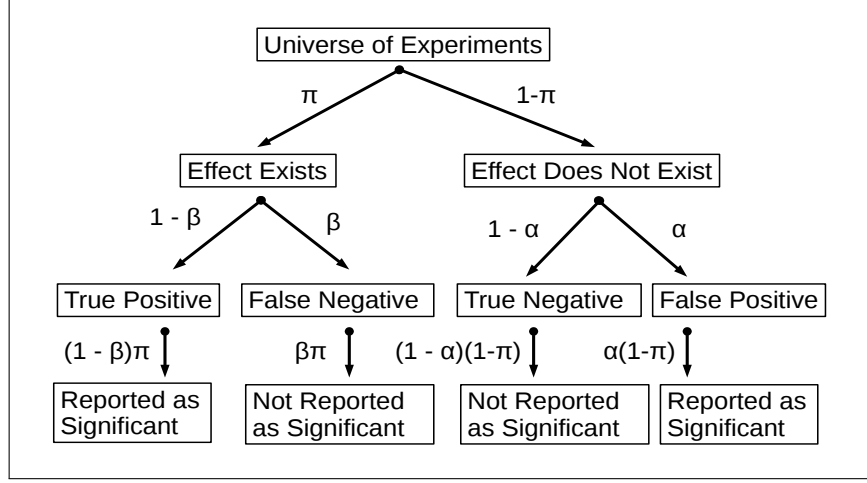 Universe of Experiments
π
1-π
Effect Exists
Effect Does Not Exist
1 - β
β
1 - α
α
True Positive
False Negative
True Negative
False Positive
(1 - β)π
βπ
(1 - α)(1-π)
α(1-π)
Reported as
Significant
Not Reported
as Significant
Not Reported
as Significant
Reported as
Significant